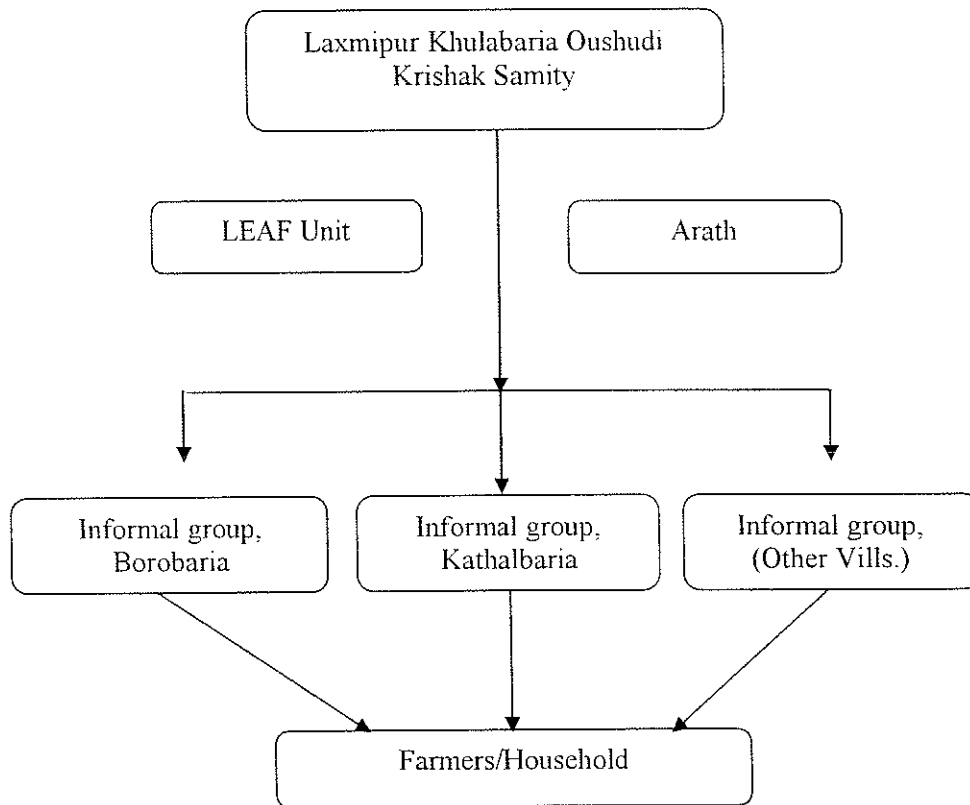 Laxmipur Khulabaria Oushudi
Krishak Samity
LEAF Unit
Arath
Informal group,
Borobaria
Informal group,
Kathalbaria
Informal group,
(Other Vills.)
Farmers/Household